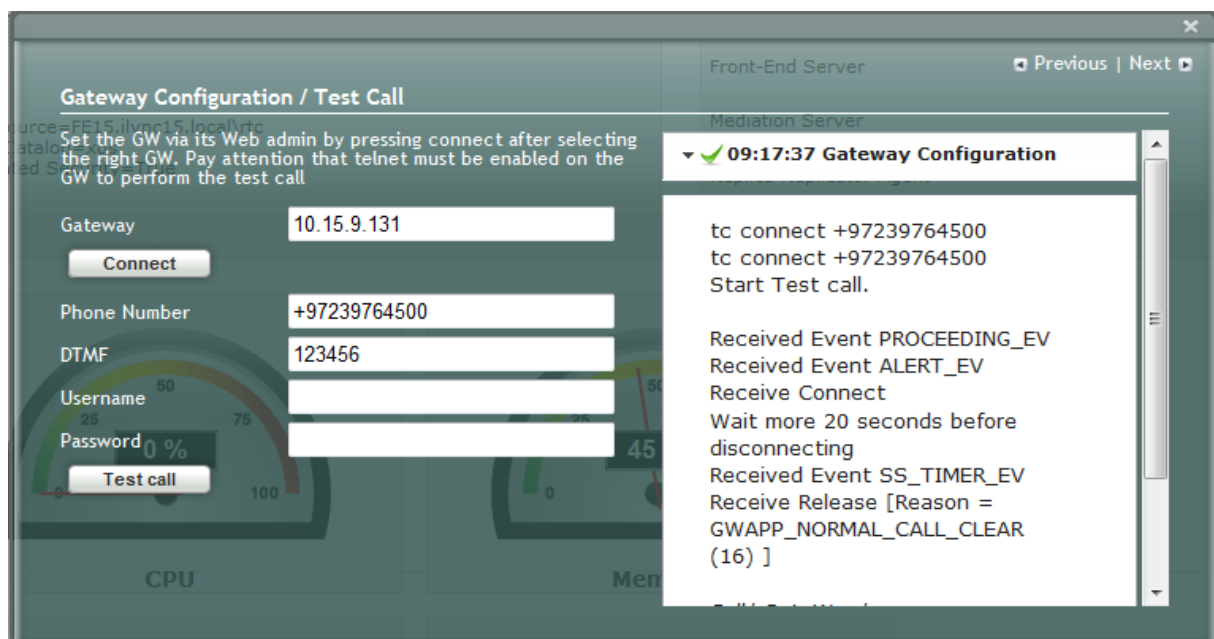 Front-End Server
Previous | Next
Gateway Configuration / Test Call
Mediation Server
Set the GW via its Web admin by pressing connect after selecting
the right GW. Pay attention that telnet must be enabled on the
GW to perform the test call
09:17:37 Gateway Configuration
Gateway
10.15.9.131
Connect
Phone Number
+97239764500
DTMF
123456
Username
Password
Test call
tc connect +97239764500
tc connect +97239764500
Start Test call.
Received Event PROCEEDING_EV
Received Event ALERT_EV
Receive Connect
Wait more 20 seconds before
disconnecting
Received Event SS_TIMER_EV
Receive Release [Reason =
GWAPP_NORMAL_CALL_CLEAR
(16) ]
50
25
75
0 %
0
100
CPU
50
25
45
0
Mem